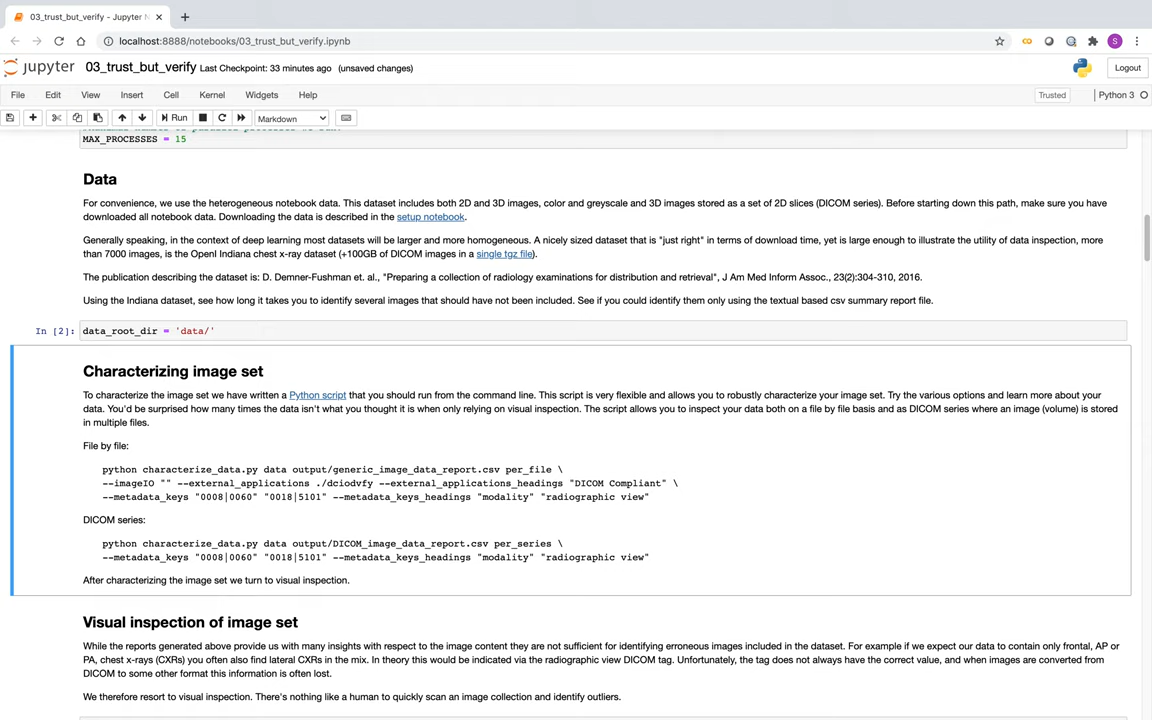 03_trust_but_verify - Jupyter N
localhost:8888/notebooks/03_trust_but_verify.ipynb
S
jupyter 03_trust_but_verify Last Checkpoint: 33 minutes ago (unsaved changes)
Logout
File Edit View Insert Cell Kernel Widgets Help
Trusted
Python 3
Run
Markdown
MAX_PROCESSES = 15
Data
For convenience, we use the heterogeneous notebook data. This dataset includes both 2D and 3D images, color and greyscale and 3D images stored as a set of 2D slices (DICOM series). Before starting down this path, make sure you have
downloaded all notebook data. Downloading the data is described in the setup notebook.
Generally speaking, in the context of deep learning most datasets will be larger and more homogeneous. A nicely sized dataset that is "just right" in terms of download time, yet is large enough to illustrate the utility of data inspection, more
than 7000 images, is the OpenI Indiana chest x-ray dataset (+100GB of DICOM images in a single tgz file).
The publication describing the dataset is: D. Demner-Fushman et. al., "Preparing a collection of radiology examinations for distribution and retrieval", J Am Med Inform Assoc., 23(2):304-310, 2016.
Using the Indiana dataset, see how long it takes you to identify several images that should have not been included. See if you could identify them only using the textual based csv summary report file.
In [2]: data_root_dir = 'data/'
Characterizing image set
To characterize the image set we have written a Python script that you should run from the command line. This script is very flexible and allows you to robustly characterize your image set. Try the various options and learn more about your
data. You'd be surprised how many times the data isn't what you thought it is when only relying on visual inspection. The script allows you to inspect your data both on a file by file basis and as DICOM series where an image (volume) is stored
in multiple files.
File by file:
python characterize_data.py data output/generic_image_data_report.csv per_file \
--imageIO "" --external_applications ./dciodvfy --external_applications_headings "DICOM Compliant" \
--metadata_keys "0008|0060" "0018|5101" --metadata_keys_headings "modality" "radiographic view"
DICOM series:
python characterize_data.py data output/DICOM_image_data_report.csv per_series \
--metadata_keys "0008|0060" "0018|5101" --metadata_keys_headings "modality" "radiographic view"
After characterizing the image set we turn to visual inspection.
Visual inspection of image set
While the reports generated above provide us with many insights with respect to the image content they are not sufficient for identifying erroneous images included in the dataset. For example if we expect our data to contain only frontal, AP or
PA, chest x-rays (CXRs) you often also find lateral CXRs in the mix. In theory this would be indicated via the radiographic view DICOM tag. Unfortunately, the tag does not always have the correct value, and when images are converted from
DICOM to some other format this information is often lost.
We therefore resort to visual inspection. There's nothing like a human to quickly scan an image collection and identify outliers.